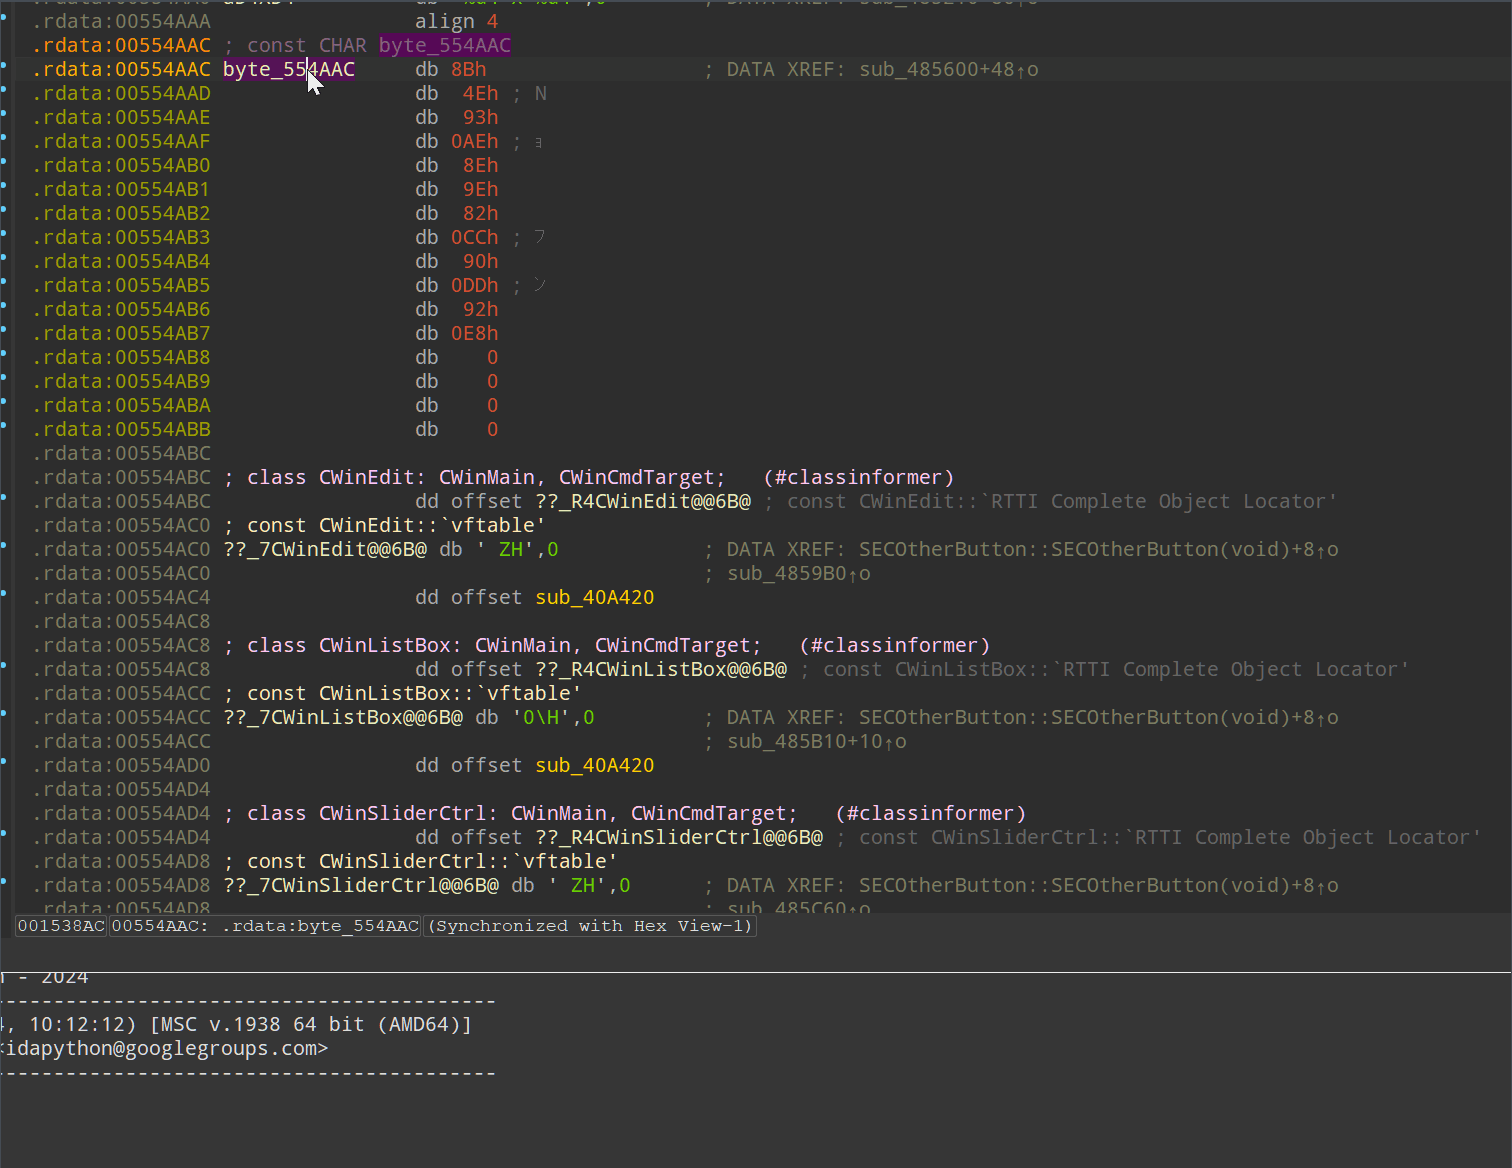 .rdata:00554AAA align 4
.rdata:00554AAC ; const CHAR byte_554AAC
.rdata:00554AAC byte_554AAC db 8Bh ; DATA XREF: sub_485600+48↑o
.rdata:00554AAD db 4Eh ; N
.rdata:00554AAE db 93h
.rdata:00554AAF db 0AEh ; ョ
.rdata:00554AB0 db 8Eh
.rdata:00554AB1 db 9Eh
.rdata:00554AB2 db 82h
.rdata:00554AB3 db 0CCh ; フ
.rdata:00554AB4 db 90h
.rdata:00554AB5 db 0DDh ; ン
.rdata:00554AB6 db 92h
.rdata:00554AB7 db 0E8h
.rdata:00554AB8 db 0
.rdata:00554AB9 db 0
.rdata:00554ABA db 0
.rdata:00554ABB db 0
.rdata:00554ABC
.rdata:00554ABC ; class CWinEdit: CWinMain, CWinCmdTarget; (#classinformer)
.rdata:00554ABC dd offset ??_R4CWinEdit@@6B@ ; const CWinEdit::`RTTI Complete Object Locator'
.rdata:00554AC0 ; const CWinEdit::`vftable'
.rdata:00554AC0 ??_7CWinEdit@@6B@ db ' ZH',0 ; DATA XREF: SECOtherButton::SECOtherButton(void)+8↑o
.rdata:00554AC0 ; sub_4859B0↑o
.rdata:00554AC4 dd offset sub_40A420
.rdata:00554AC8
.rdata:00554AC8 ; class CWinListBox: CWinMain, CWinCmdTarget; (#classinformer)
.rdata:00554AC8 dd offset ??_R4CWinListBox@@6B@ ; const CWinListBox::`RTTI Complete Object Locator'
.rdata:00554ACC ; const CWinListBox::`vftable'
.rdata:00554ACC ??_7CWinListBox@@6B@ db '0\H',0 ; DATA XREF: SECOtherButton::SECOtherButton(void)+8↑o
.rdata:00554ACC ; sub_485B10+10↑o
.rdata:00554AD0 dd offset sub_40A420
.rdata:00554AD4
.rdata:00554AD4 ; class CWinSliderCtrl: CWinMain, CWinCmdTarget; (#classinformer)
.rdata:00554AD4 dd offset ??_R4CWinSliderCtrl@@6B@ ; const CWinSliderCtrl::`RTTI Complete Object Locator'
.rdata:00554AD8 ; const CWinSliderCtrl::`vftable'
.rdata:00554AD8 ??_7CWinSliderCtrl@@6B@ db ' ZH',0 ; DATA XREF: SECOtherButton::SECOtherButton(void)+8↑o
.rdata:00554AD8 ; sub_485C60↑o
001538AC 00554AAC: .rdata:byte_554AAC (Synchronized with Hex View-1)
- 2024
-----------------------------------------
, 10:12:12) [MSC v.1938 64 bit (AMD64)]
<idapython@googlegroups.com>
-----------------------------------------